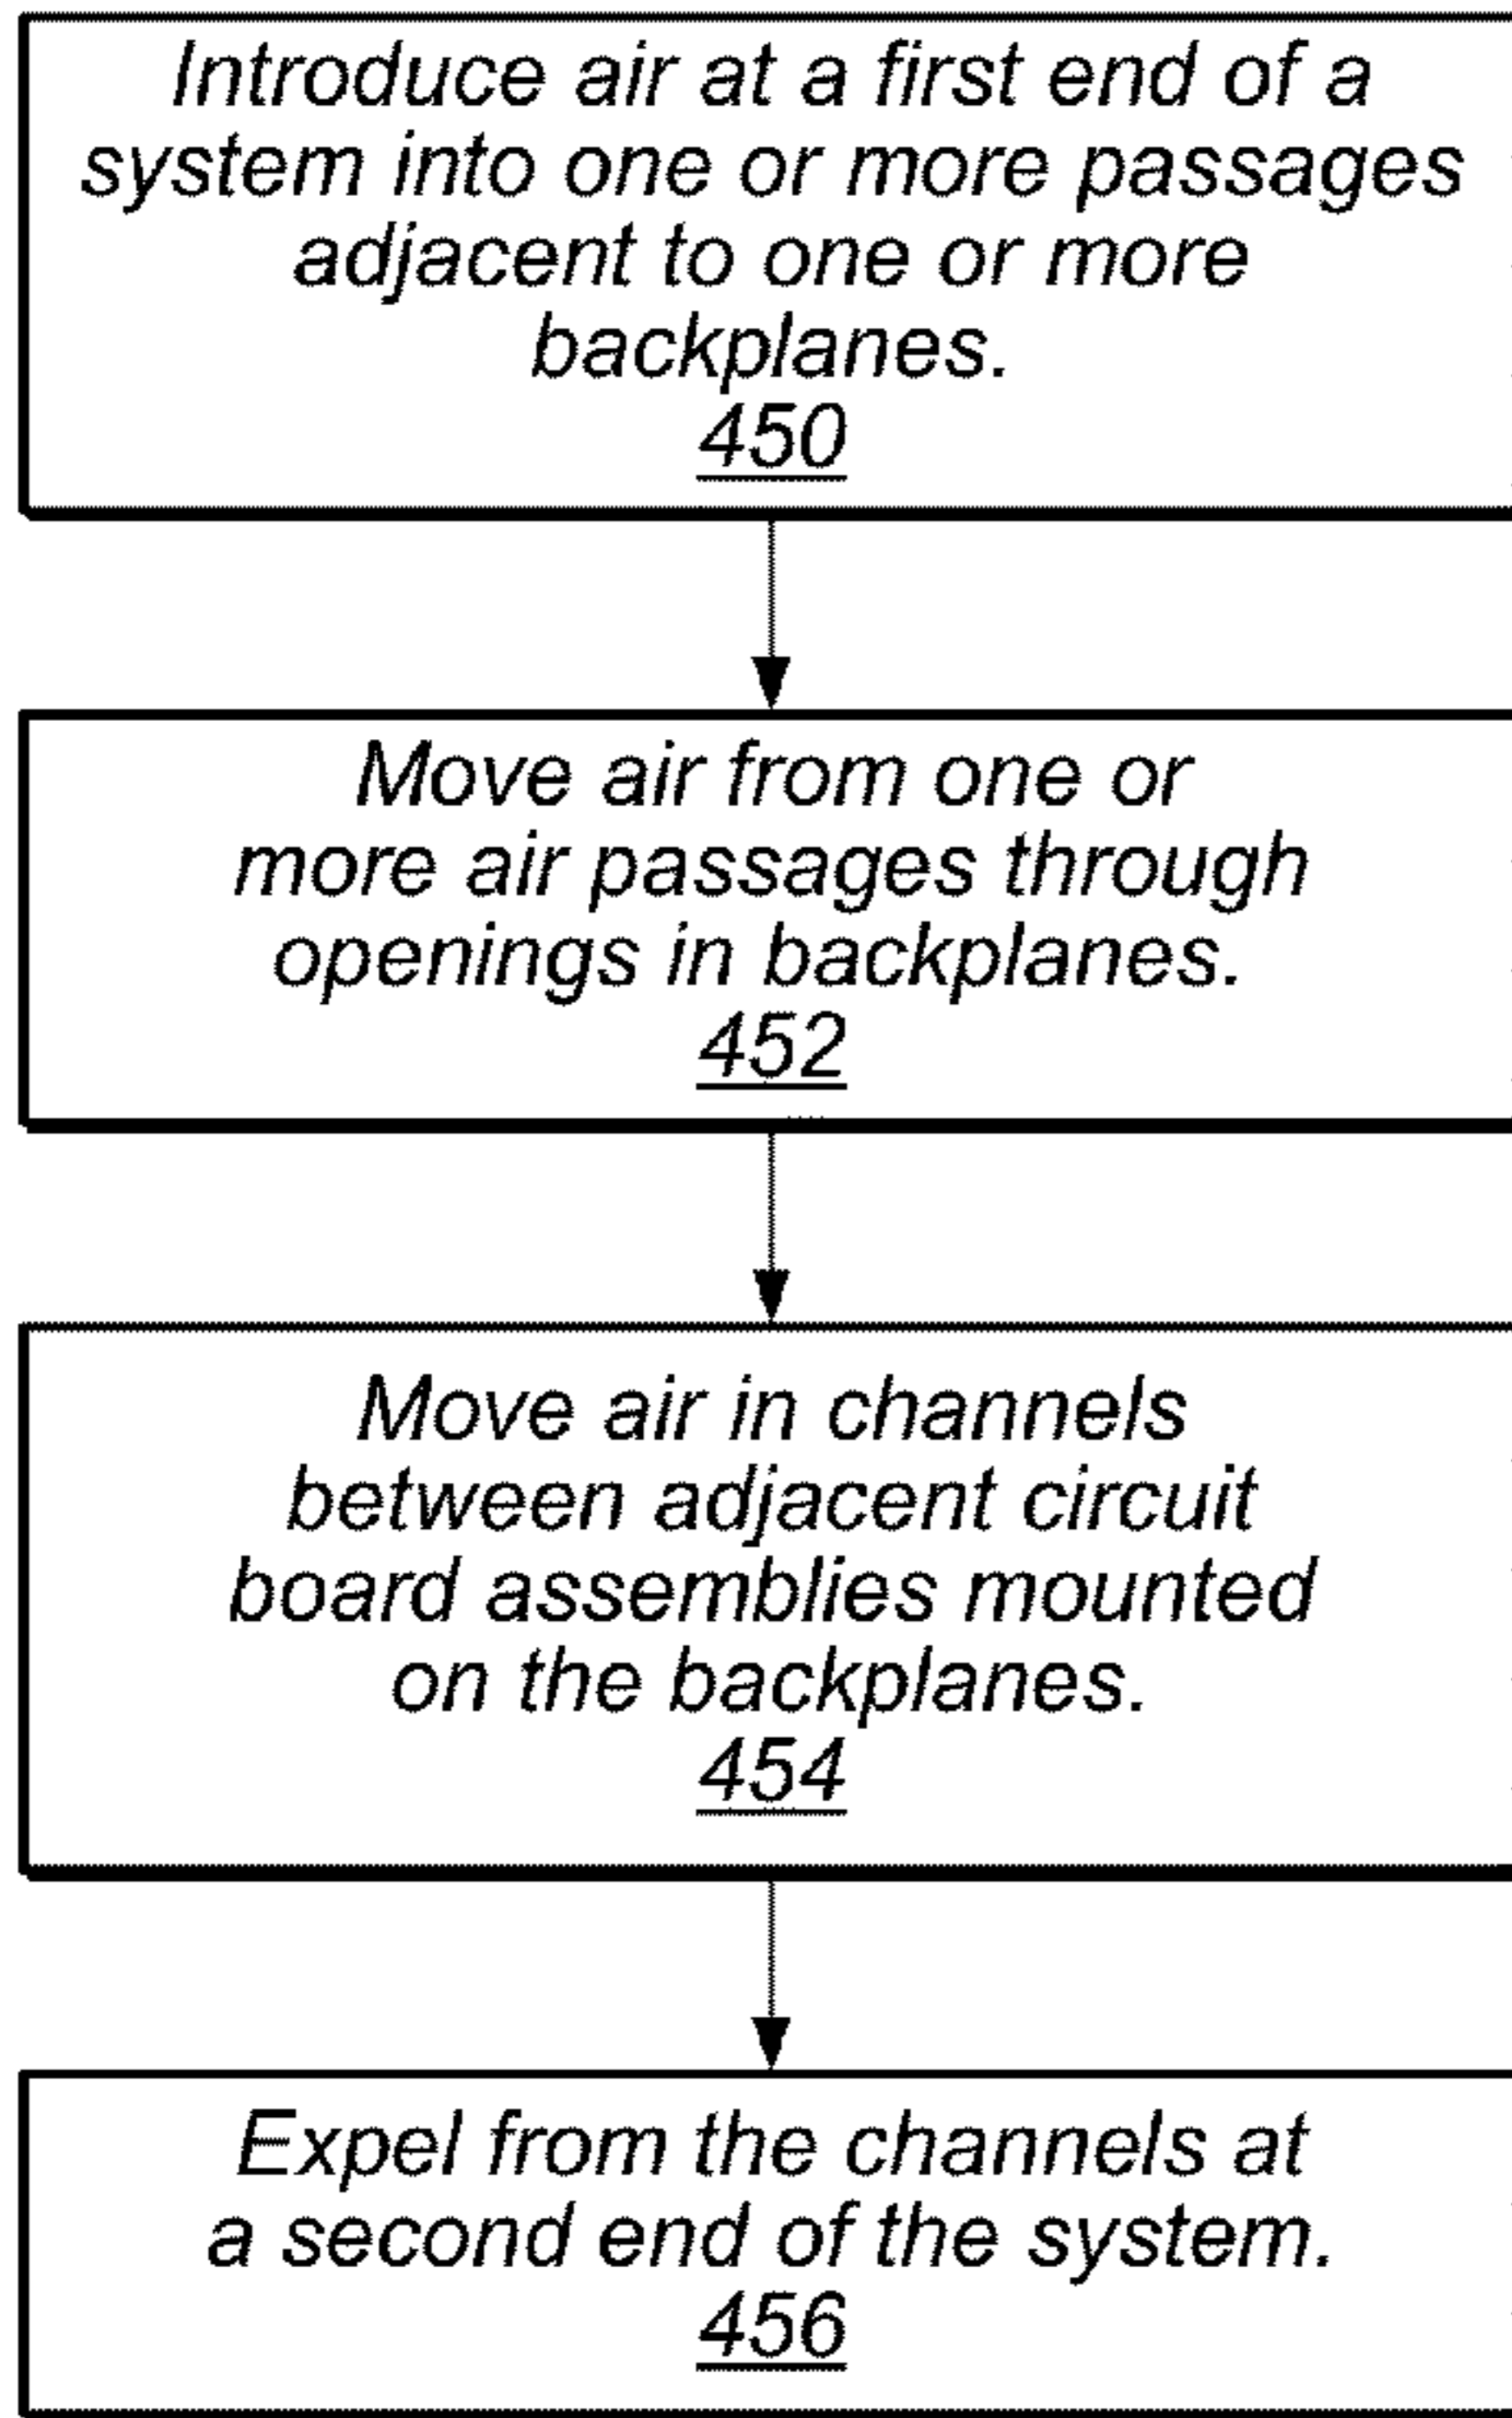 Introduce air at a first end of a
system into one or more passages
adjacent to one or more
backplanes.
450
Move air from one or
more air passages through
openings in backplanes.
452
Move air in channels
between adjacent circuit
board assemblies mounted
on the backplanes.
454
Expel from the channels at
a second end of the system.
456